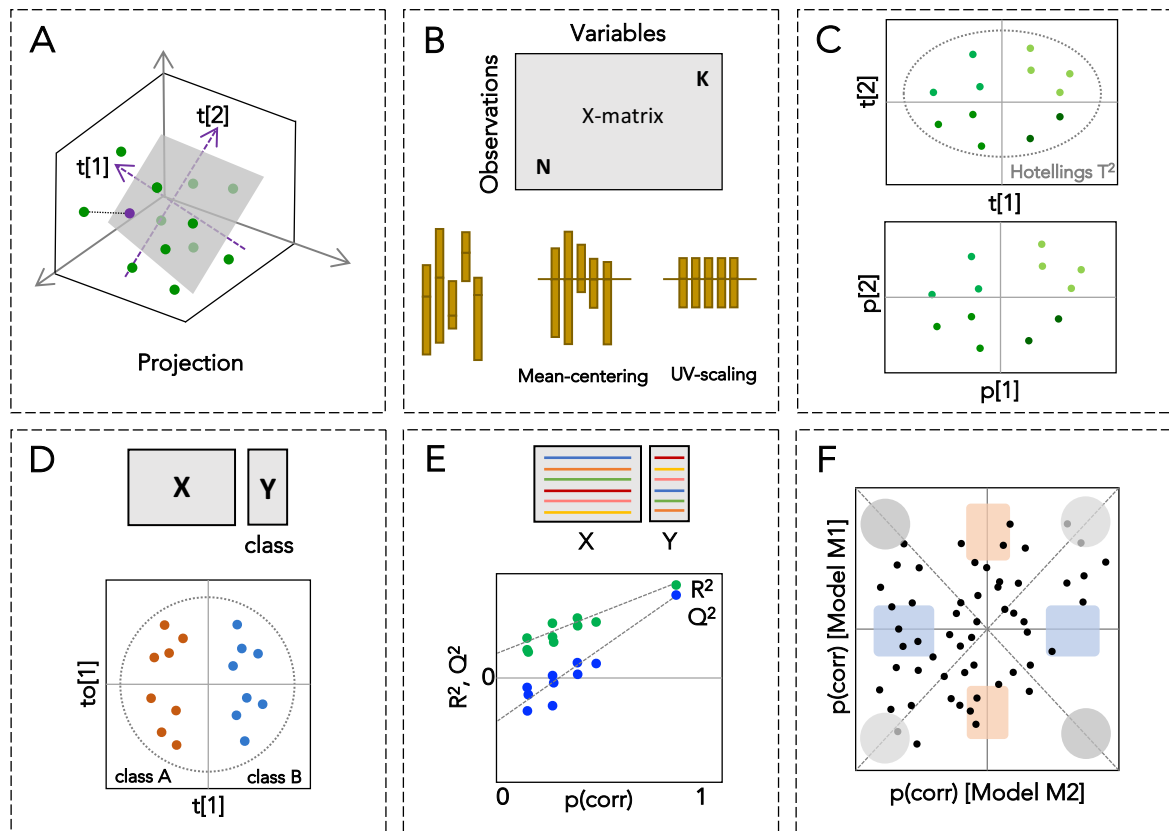 A
t[2]
t[1]
Projection
B
Variables
Observations
K
X-matrix
N
Mean-centering
UV-scaling
C
t[2]
Hotellings T²
t[1]
p[2]
p[1]
D
X
Y
class
to[1]
class A
class B
t[1]
E
X
Y
R²
Q²
R², Q²
0
0
p(corr)
1
F
p(corr) [Model M1]
p(corr) [Model M2]